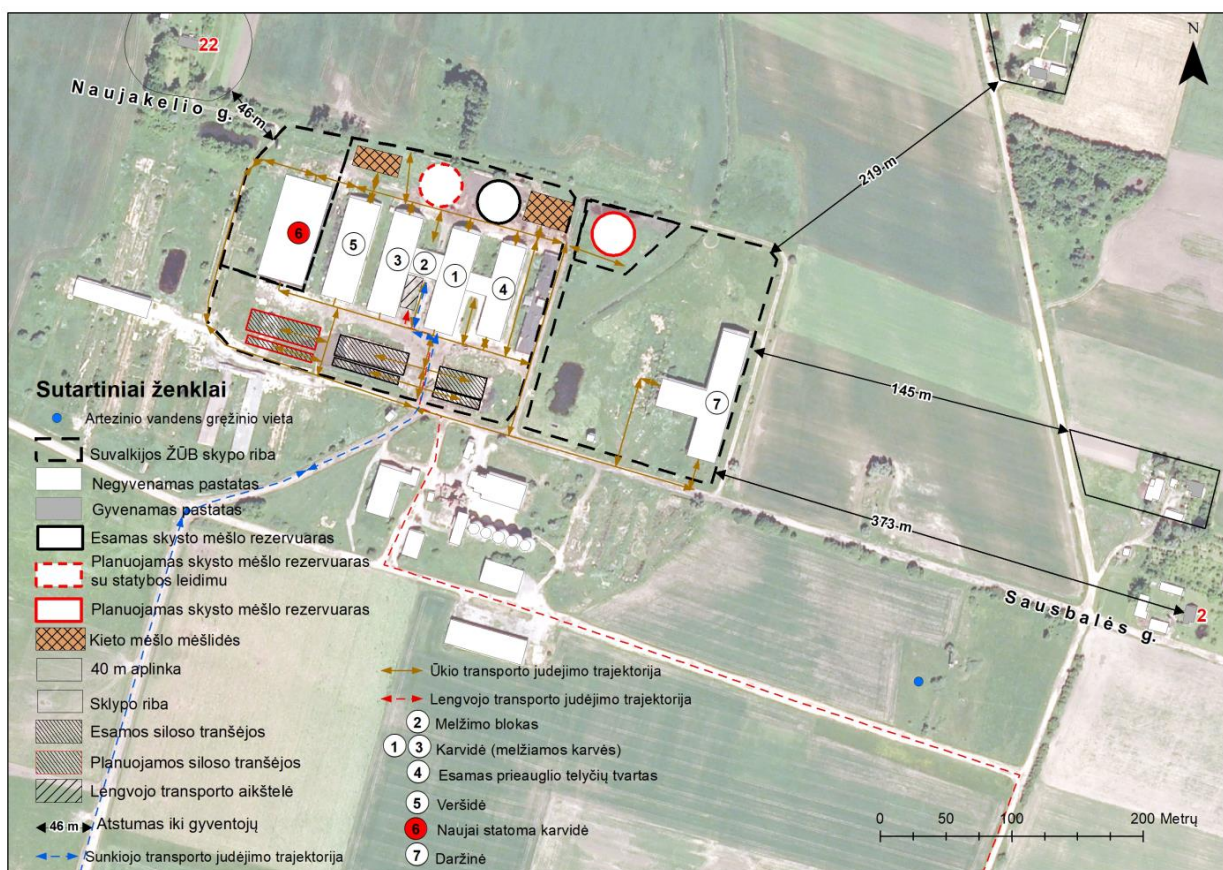 22
N
Naujakelio g.
46 m
219 m
6
5
3
2
1
4
7
145 m
373 m
Sausbalės g.
2
Sutartiniai ženklai
Artezinio vandens gręžinio vieta
Suvalkijos ŽŪB skypo riba
Negyvenamas pastatas
Gyvenamas pastatas
Esamas skysto mėšlo rezervuaras
Planuojamas skysto mėšlo rezervuaras
su statybos leidimu
Planuojamas skysto mėšlo rezervuaras
Kieto mėšlo mėšlidės
40 m aplinka
Sklypo riba
Esamos siloso tranšėjos
Planuojamos siloso tranšėjos
Lengvojo transporto aikštelė
46 m Atstumas iki gyventojų
Sunkiojo transporto judėjimo trajektorija
Ūkio transporto judėjimo trajektorija
Lengvojo transporto judėjimo trajektorija
2 Melžimo blokas
1 3 Karvidė (melžiamos karvės)
4 Esamas prieauglio telyčių tvartas
5 Veršidė
6 Naujai statoma karvidė
7 Daržinė
0 50 100 200 Metrų